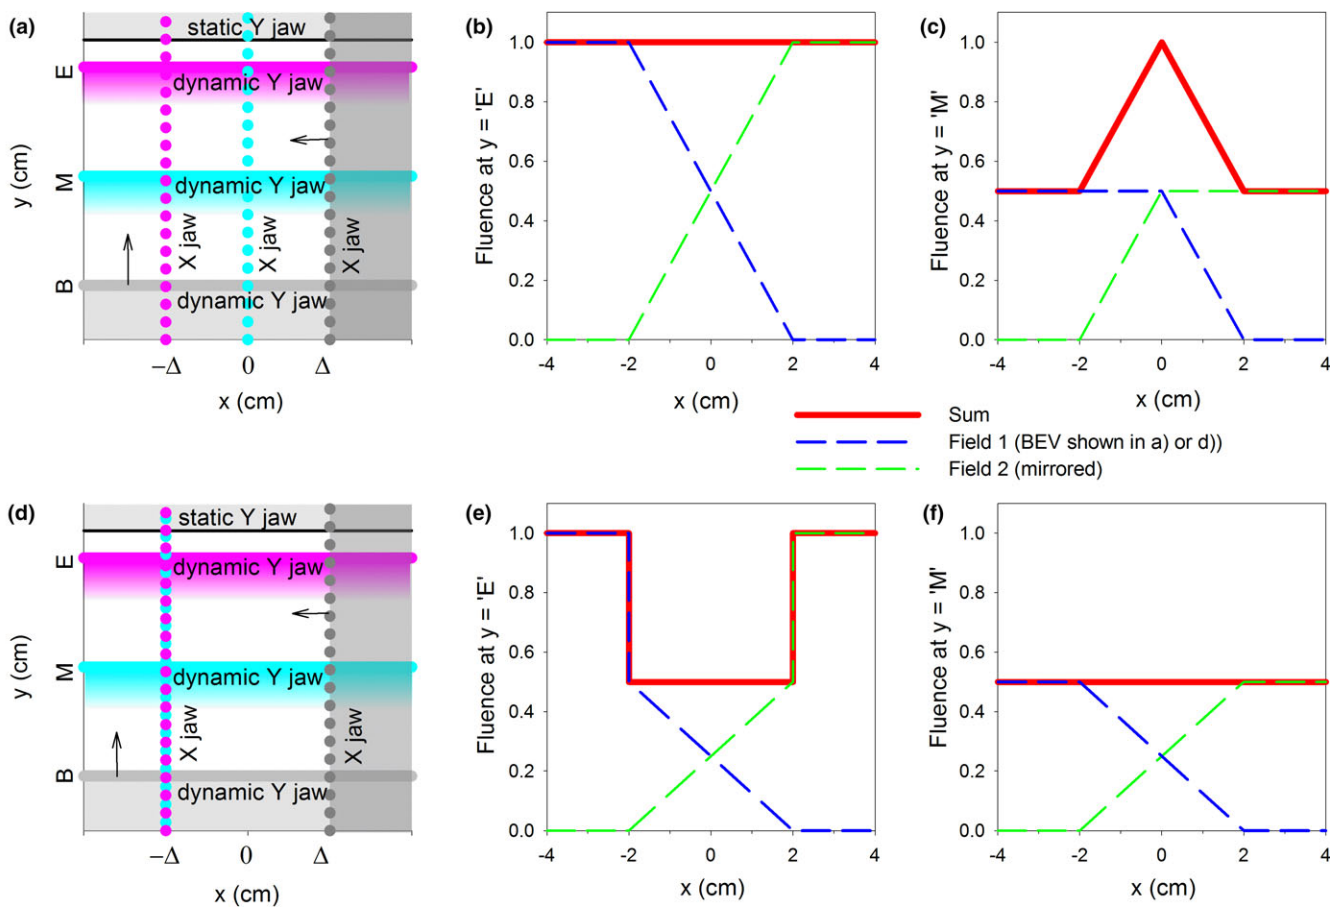 (a)
static Y jaw
E
dynamic Y jaw
M
dynamic Y jaw
X jaw
X jaw
X jaw
B
dynamic Y jaw
y (cm)
−Δ 0 Δ
x (cm)
(b)
1.0
0.8
0.6
0.4
0.2
0.0
Fluence at y = 'E'
-4 -2 0 2 4
x (cm)
(c)
1.0
0.8
0.6
0.4
0.2
0.0
Fluence at y = 'M'
-4 -2 0 2 4
x (cm)
Sum
Field 1 (BEV shown in a) or d))
Field 2 (mirrored)
(d)
static Y jaw
E
dynamic Y jaw
M
dynamic Y jaw
X jaw
X jaw
B
dynamic Y jaw
y (cm)
−Δ 0 Δ
x (cm)
(e)
1.0
0.8
0.6
0.4
0.2
0.0
Fluence at y = 'E'
-4 -2 0 2 4
x (cm)
(f)
1.0
0.8
0.6
0.4
0.2
0.0
Fluence at y = 'M'
-4 -2 0 2 4
x (cm)